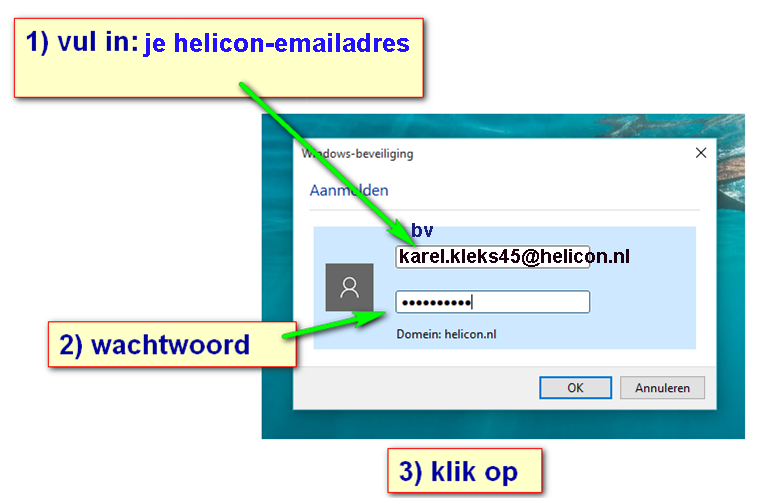 1) vul in: je helicon-emailadres
Windows-beveiliging
Aanmelden
bv
karel.kleks45@helicon.nl
2) wachtwoord
Domein: helicon.nl
OK
Annuleren
3) klik op